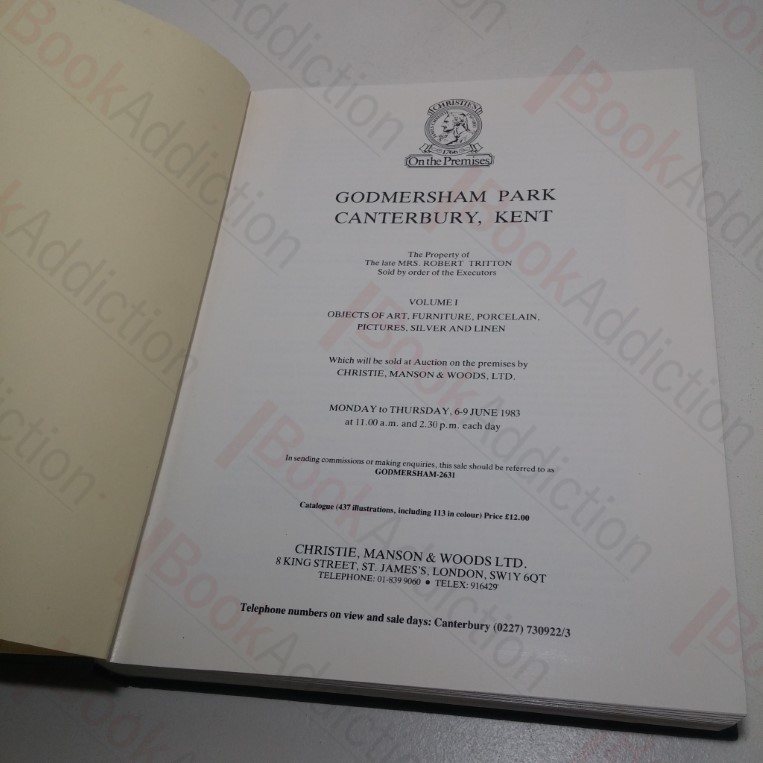 CHRISTIE'S
1766
On the Premises
GODMERSHAM PARK
CANTERBURY, KENT
The Property of
The late MRS. ROBERT TRITTON
Sold by order of the Executors
VOLUME I
OBJECTS OF ART, FURNITURE, PORCELAIN,
PICTURES, SILVER AND LINEN
Which will be sold at Auction on the premises by
CHRISTIE, MANSON & WOODS, LTD.
MONDAY to THURSDAY, 6-9 JUNE 1983
at 11.00 a.m. and 2.30 p.m. each day
In sending commissions or making enquiries, this sale should be referred to as
GODMERSHAM-2631
Catalogue (437 illustrations, including 113 in colour) Price £12.00
CHRISTIE, MANSON & WOODS LTD.
8 KING STREET, ST. JAMES'S, LONDON, SW1Y 6QT
TELEPHONE: 01-839 9060 ● TELEX: 916429
Telephone numbers on view and sale days: Canterbury (0227) 730922/3
BookAddiction